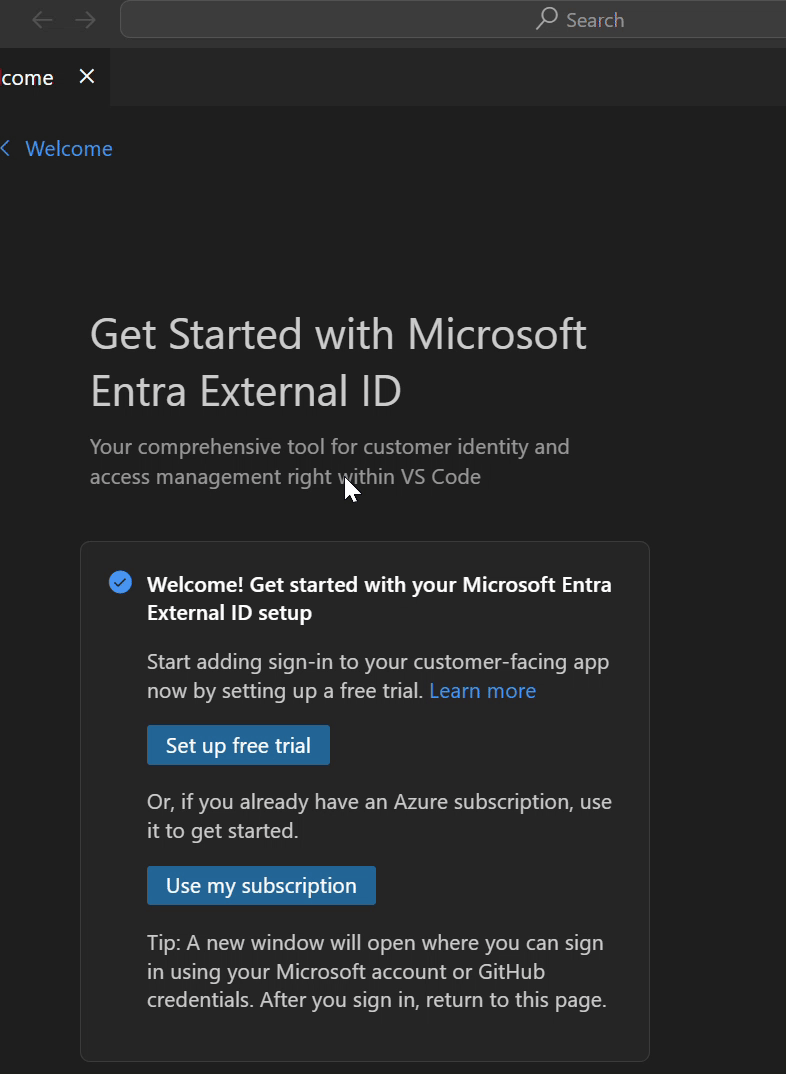 Search
come
Welcome
Get Started with Microsoft
Entra External ID
Your comprehensive tool for customer identity and
access management right within VS Code
Welcome! Get started with your Microsoft Entra
External ID setup
Start adding sign-in to your customer-facing app
now by setting up a free trial. Learn more
Set up free trial
Or, if you already have an Azure subscription, use
it to get started.
Use my subscription
Tip: A new window will open where you can sign
in using your Microsoft account or GitHub
credentials. After you sign in, return to this page.